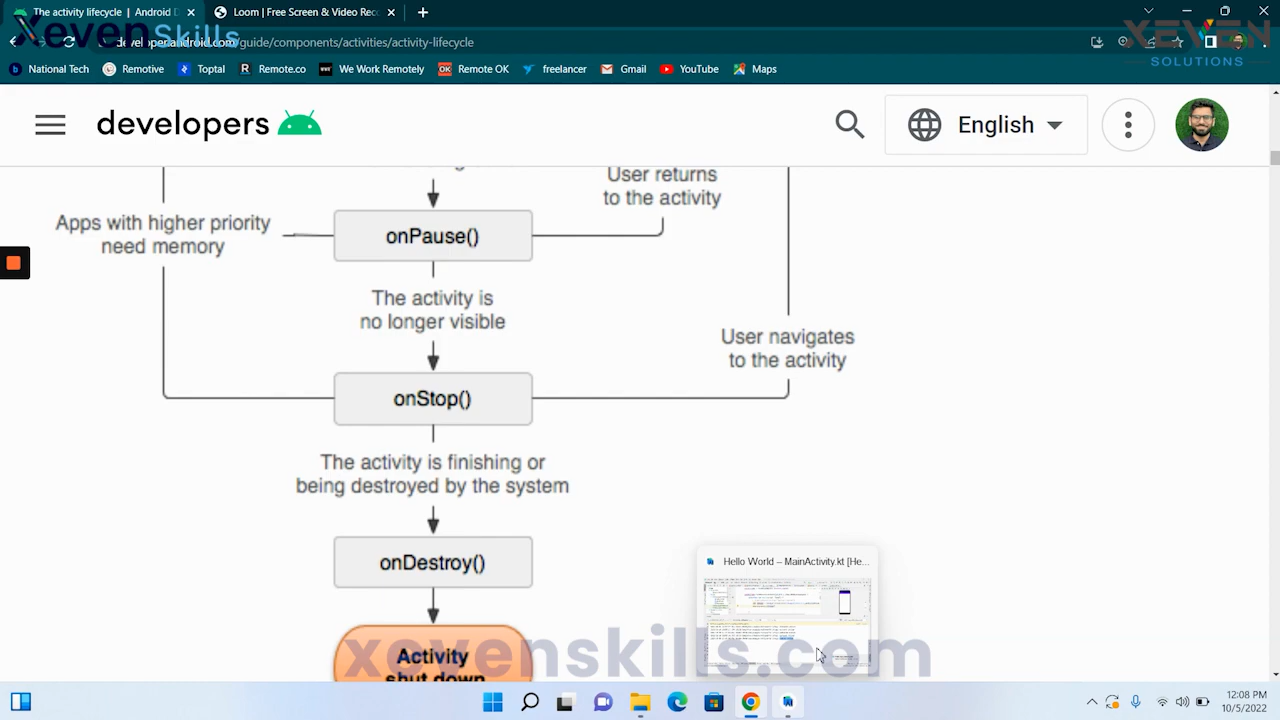 The activity lifecycle | Android D
Loom | Free Screen & Video Rec
XevenSkills
developer.android.com/guide/components/activities/activity-lifecycle
XEVEN
SOLUTIONS
National Tech
Remotive
Toptal
Remote.co
We Work Remotely
Remote OK
freelancer
Gmail
YouTube
Maps
developers
English
User returns
to the activity
Apps with higher priority
need memory
onPause()
The activity is
no longer visible
User navigates
to the activity
onStop()
The activity is finishing or
being destroyed by the system
onDestroy()
Hello World – MainActivity.kt [He...
Activity
shut down
xevenskills.com
12:08 PM
10/5/2022